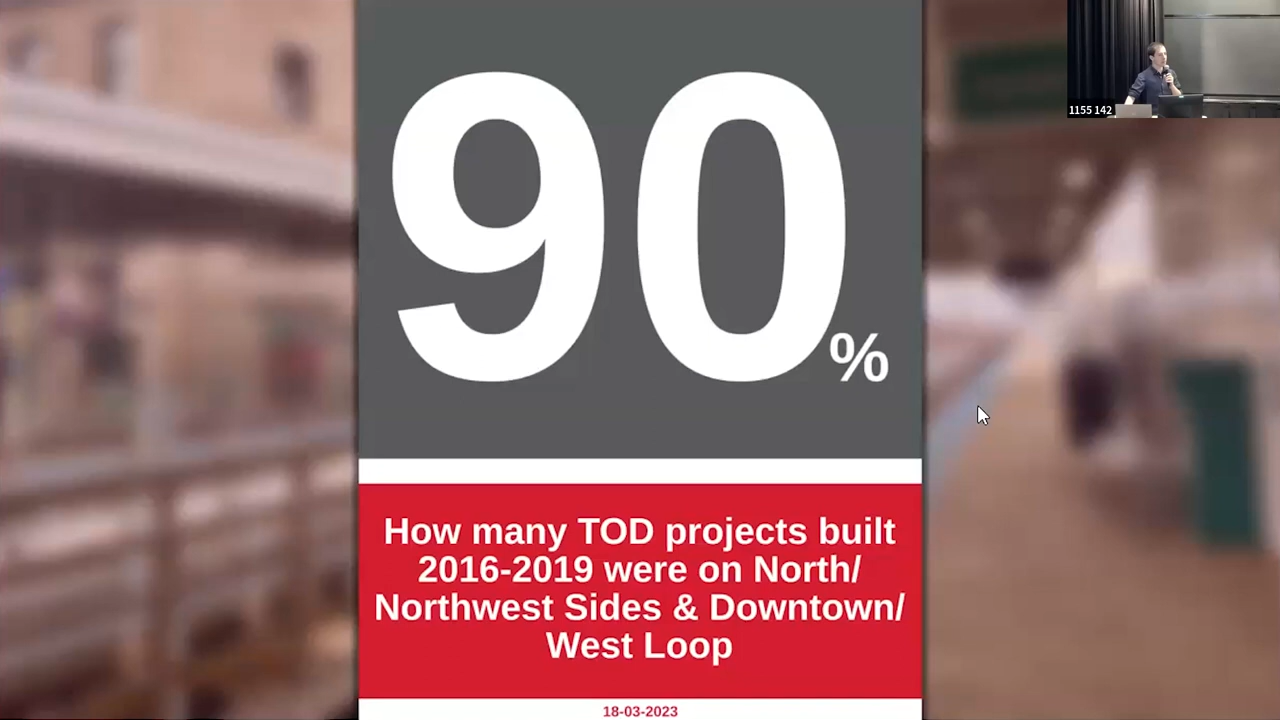 1155 142
90%
How many TOD projects built
2016-2019 were on North/
Northwest Sides & Downtown/
West Loop
18-03-2023